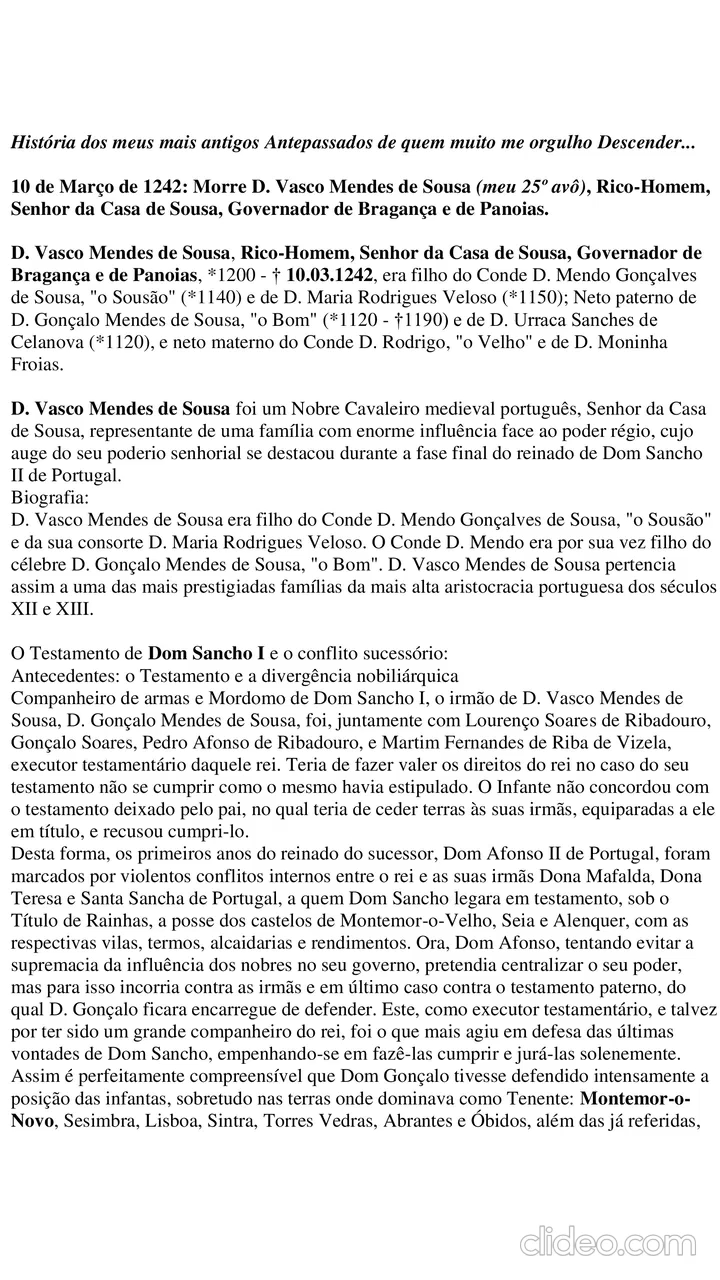 História dos meus mais antigos Antepassados de quem muito me orgulho Descender...
10 de Março de 1242: Morre D. Vasco Mendes de Sousa (meu 25º avô), Rico-Homem,
Senhor da Casa de Sousa, Governador de Bragança e de Panoias.
D. Vasco Mendes de Sousa, Rico-Homem, Senhor da Casa de Sousa, Governador de
Bragança e de Panoias, *1200 - † 10.03.1242, era filho do Conde D. Mendo Gonçalves
de Sousa, "o Sousão" (*1140) e de D. Maria Rodrigues Veloso (*1150); Neto paterno de
D. Gonçalo Mendes de Sousa, "o Bom" (*1120 - †1190) e de D. Urraca Sanches de
Celanova (*1120), e neto materno do Conde D. Rodrigo, "o Velho" e de D. Moninha
Froias.
D. Vasco Mendes de Sousa foi um Nobre Cavaleiro medieval português, Senhor da Casa
de Sousa, representante de uma família com enorme influência face ao poder régio, cujo
auge do seu poderio senhorial se destacou durante a fase final do reinado de Dom Sancho
II de Portugal.
Biografia:
D. Vasco Mendes de Sousa era filho do Conde D. Mendo Gonçalves de Sousa, "o Sousão"
e da sua consorte D. Maria Rodrigues Veloso. O Conde D. Mendo era por sua vez filho do
célebre D. Gonçalo Mendes de Sousa, "o Bom". D. Vasco Mendes de Sousa pertencia
assim a uma das mais prestigiadas famílias da mais alta aristocracia portuguesa dos séculos
XII e XIII.
O Testamento de Dom Sancho I e o conflito sucessório:
Antecedentes: o Testamento e a divergência nobiliárquica
Companheiro de armas e Mordomo de Dom Sancho I, o irmão de D. Vasco Mendes de
Sousa, D. Gonçalo Mendes de Sousa, foi, juntamente com Lourenço Soares de Ribadouro,
Gonçalo Soares, Pedro Afonso de Ribadouro, e Martim Fernandes de Riba de Vizela,
executor testamentário daquele rei. Teria de fazer valer os direitos do rei no caso do seu
testamento não se cumprir como o mesmo havia estipulado. O Infante não concordou com
o testamento deixado pelo pai, no qual teria de ceder terras às suas irmãs, equiparadas a ele
em título, e recusou cumpri-lo.
Desta forma, os primeiros anos do reinado do sucessor, Dom Afonso II de Portugal, foram
marcados por violentos conflitos internos entre o rei e as suas irmãs Dona Mafalda, Dona
Teresa e Santa Sancha de Portugal, a quem Dom Sancho legara em testamento, sob o
Título de Rainhas, a posse dos castelos de Montemor-o-Velho, Seia e Alenquer, com as
respectivas vilas, termos, alcaidarias e rendimentos. Ora, Dom Afonso, tentando evitar a
supremacia da influência dos nobres no seu governo, pretendia centralizar o seu poder,
mas para isso incorria contra as irmãs e em último caso contra o testamento paterno, do
qual D. Gonçalo ficara encarregue de defender. Este, como executor testamentário, e talvez
por ter sido um grande companheiro do rei, foi o que mais agiu em defesa das últimas
vontades de Dom Sancho, empenhando-se em fazê-las cumprir e jurá-las solenemente.
Assim é perfeitamente compreensível que Dom Gonçalo tivesse defendido intensamente a
posição das infantas, sobretudo nas terras onde dominava como Tenente: Montemor-o-
Novo, Sesimbra, Lisboa, Sintra, Torres Vedras, Abrantes e Óbidos, além das já referidas,
clideo.com